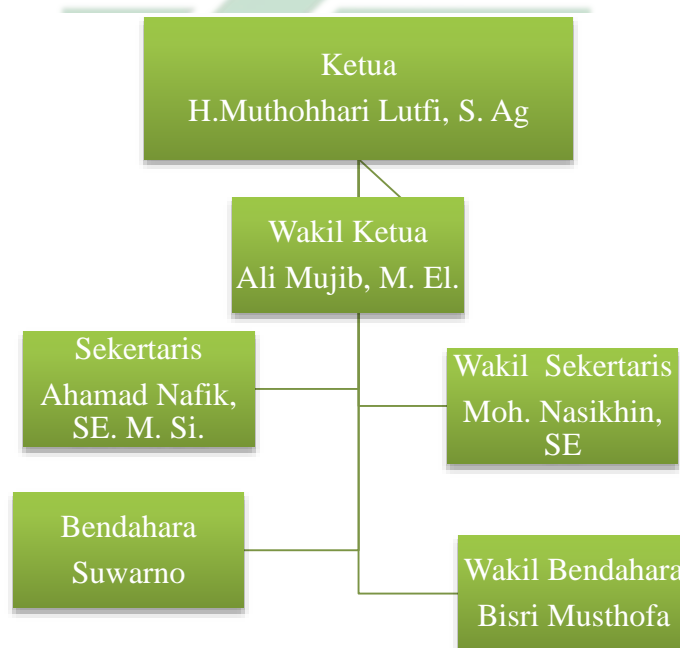 Ketua
H.Muthohhari Lutfi, S. Ag
Wakil Ketua
Ali Mujib, M. El.
Sekertaris
Ahamad Nafik,
SE. M. Si.
Wakil Sekertaris
Moh. Nasikhin,
SE
Bendahara
Suwarno
Wakil Bendahara
Bisri Musthofa